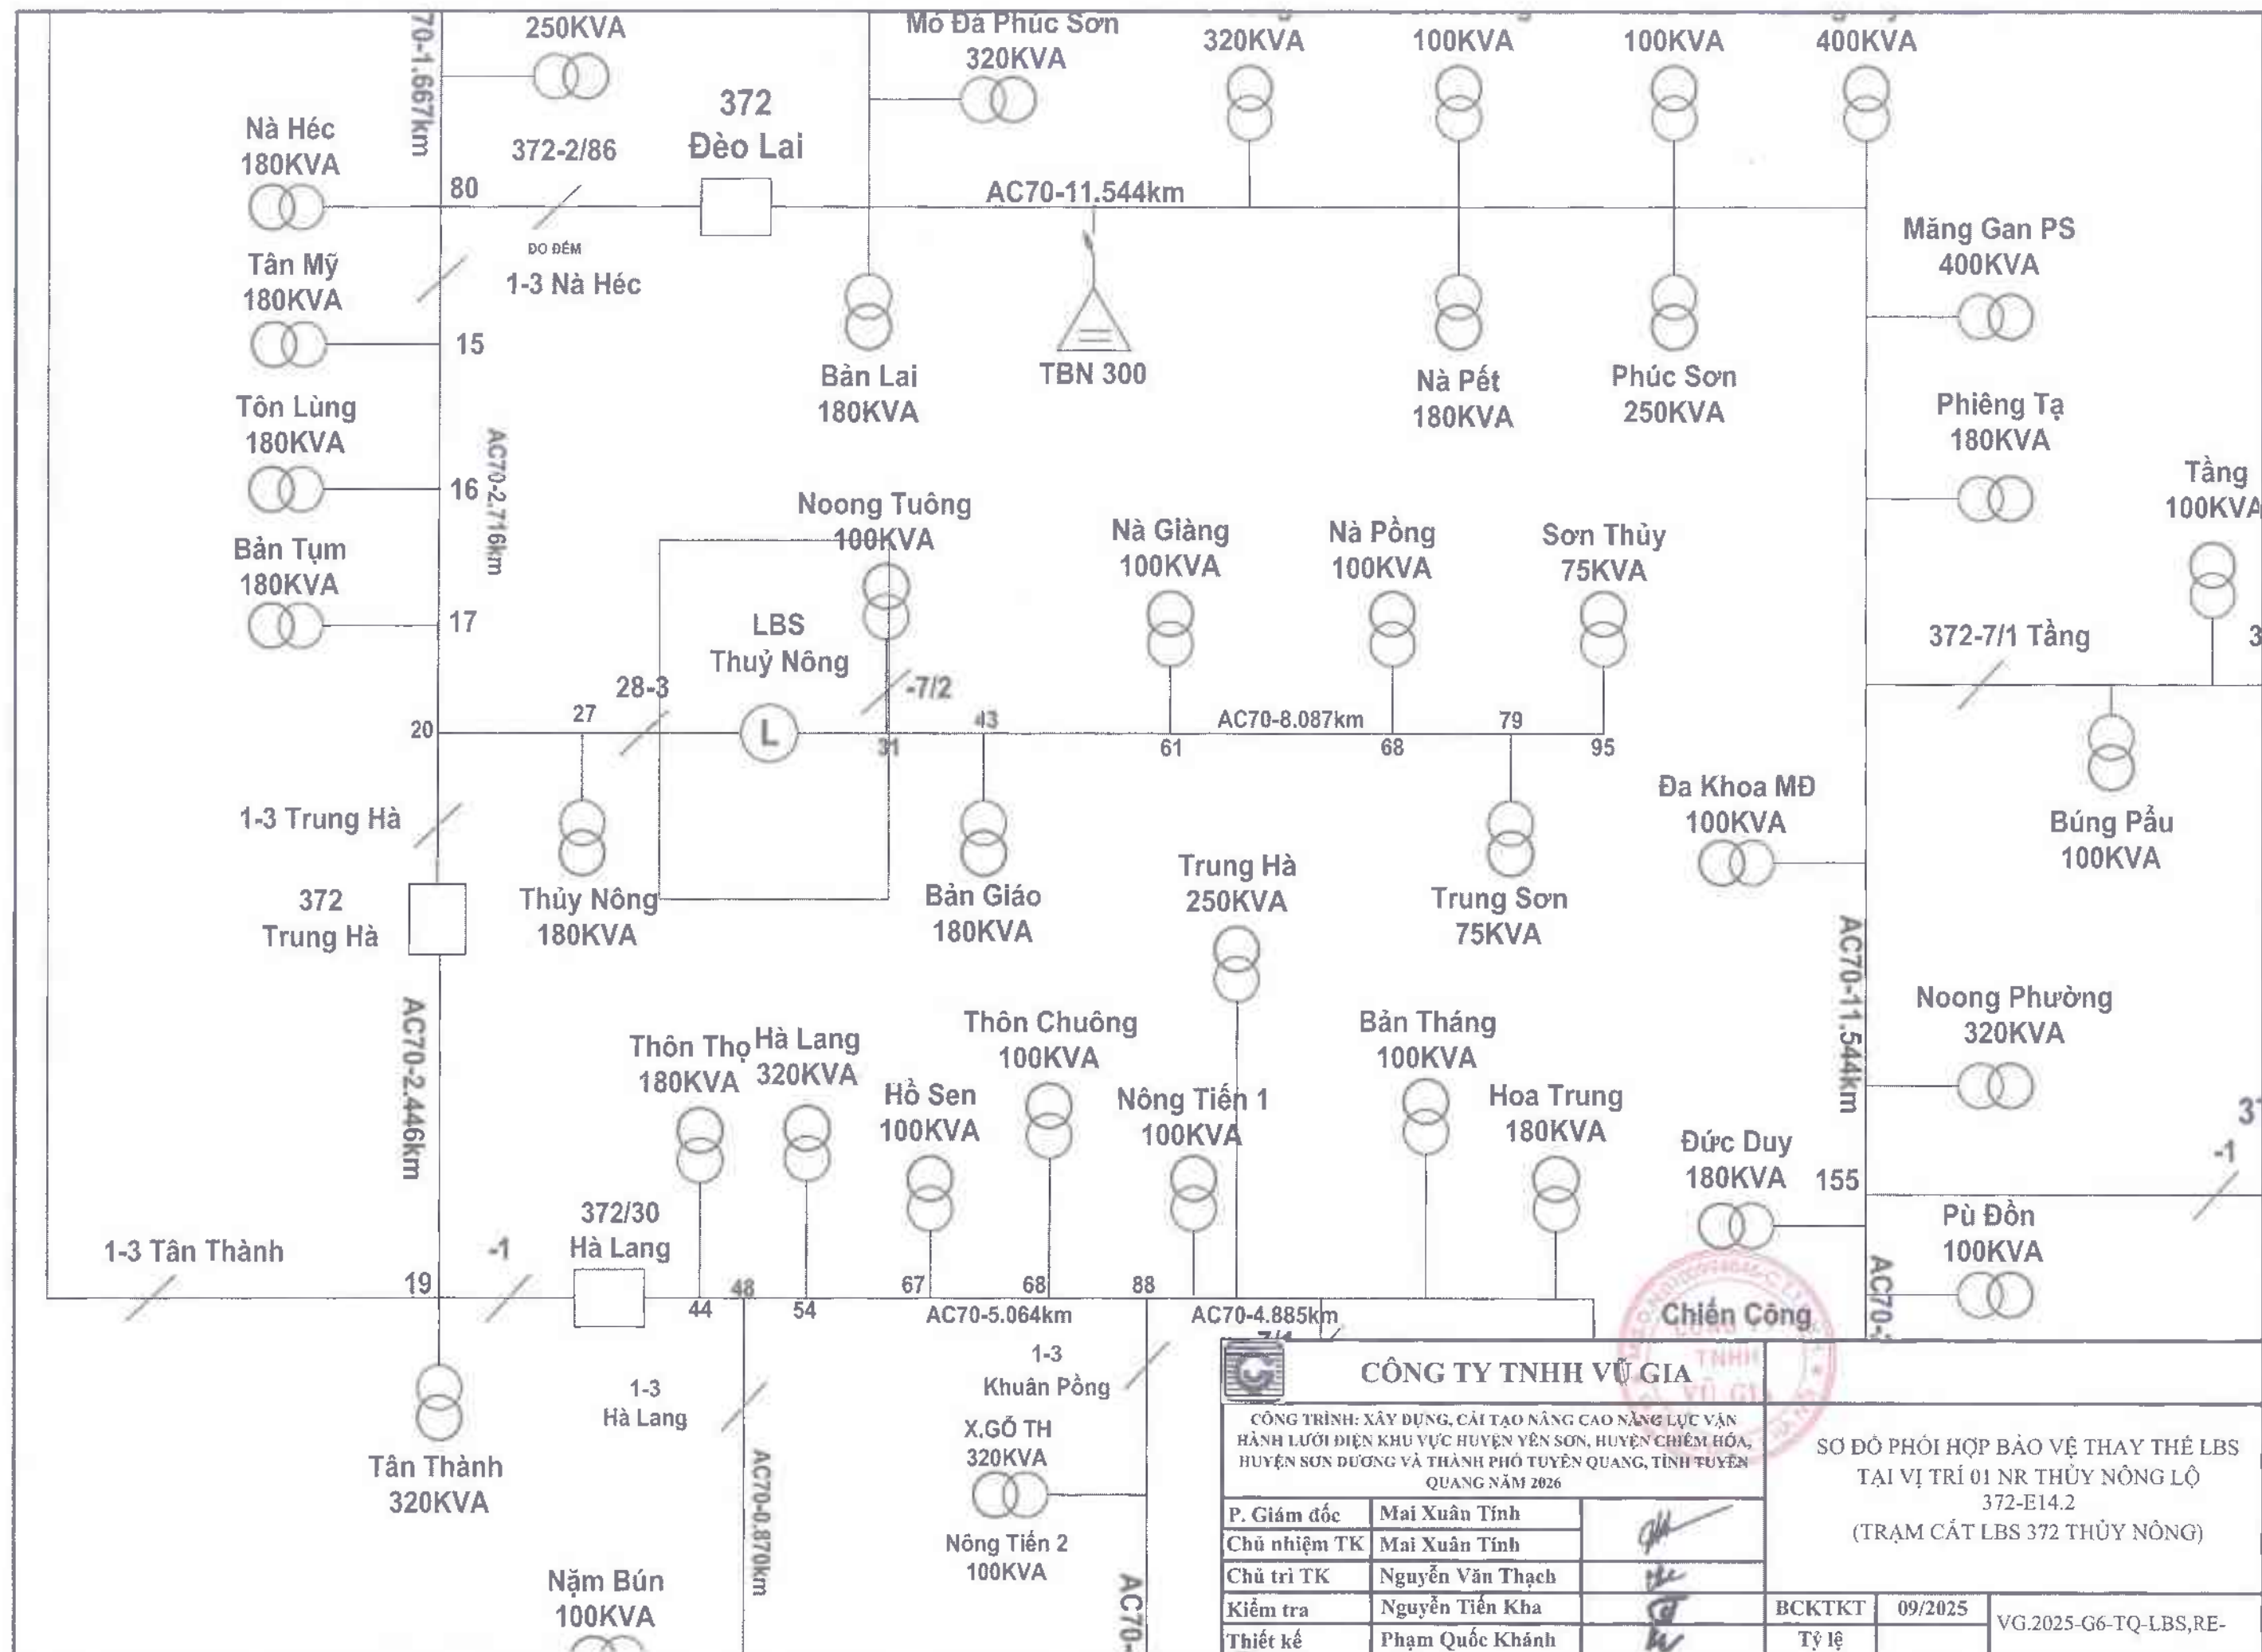 70-1.667km
250KVA
Mỏ Đá Phúc Sơn
320KVA
320KVA
100KVA
100KVA
400KVA
Nà Héc
180KVA
80
372-2/86
372
Đèo Lai
AC70-11.544km
ĐO ĐẾM
1-3 Nà Héc
Tân Mỹ
180KVA
15
Tôn Lùng
180KVA
16
AC70-2.716km
Bản Tụm
180KVA
17
Bản Lai
180KVA
TBN 300
Nà Pết
180KVA
Phúc Sơn
250KVA
Măng Gan PS
400KVA
Phiêng Tạ
180KVA
Tầng
100KVA
372-7/1 Tầng
3
Noong Tuông
100KVA
LBS
Thuỷ Nông
L
28-3
-7/2
Nà Giàng
100KVA
Nà Pồng
100KVA
Sơn Thủy
75KVA
20
27
31
43
61
AC70-8.087km
68
79
95
Thủy Nông
180KVA
Bản Giáo
180KVA
Trung Sơn
75KVA
Đa Khoa MĐ
100KVA
Búng Pẩu
100KVA
1-3 Trung Hà
372
Trung Hà
AC70-2.446km
Trung Hà
250KVA
AC70-11.544km
Noong Phường
320KVA
Thôn Thọ
180KVA
Hà Lang
320KVA
Hồ Sen
100KVA
Thôn Chuông
100KVA
Nông Tiến 1
100KVA
Bản Tháng
100KVA
Hoa Trung
180KVA
Đức Duy
180KVA
155
-1
Pù Đồn
100KVA
AC70-
Chiến Công
1-3 Tân Thành
19
-1
372/30
Hà Lang
44
48
54
67
68
88
AC70-5.064km
AC70-4.885km
1-3
Khuân Pồng
1-3
Hà Lang
AC70-0.870km
Tân Thành
320KVA
X.GỖ TH
320KVA
Nông Tiến 2
100KVA
AC70-
Nặm Bún
100KVA
CÔNG TY TNHH VŨ GIA
TNHH
VŨ GIA
CÔNG TRÌNH: XÂY DỰNG, CẢI TẠO NÂNG CAO NĂNG LỰC VẬN
HÀNH LƯỚI ĐIỆN KHU VỰC HUYỆN YÊN SƠN, HUYỆN CHIÊM HÓA,
HUYỆN SƠN DƯƠNG VÀ THÀNH PHỐ TUYÊN QUANG, TỈNH TUYÊN
QUANG NĂM 2026
P. Giám đốc Mai Xuân Tính
Chủ nhiệm TK Mai Xuân Tính
Chủ trì TK Nguyễn Văn Thạch
Kiểm tra Nguyễn Tiến Kha
Thiết kế Phạm Quốc Khánh
SƠ ĐỒ PHỐI HỢP BẢO VỆ THAY THẾ LBS
TẠI VỊ TRÍ 01 NR THỦY NÔNG LỘ
372-E14.2
(TRẠM CẮT LBS 372 THỦY NÔNG)
BCKTKT 09/2025
Tỷ lệ
VG.2025-G6-TQ-LBS,RE-